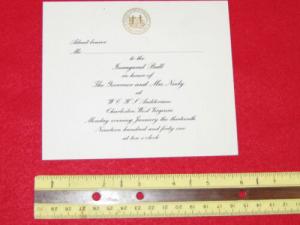 Admit bearer
M
to the
Inaugural Ball
in honor of
The Governor and Mrs. Neely
at
W. C. H. S. Auditorium
Charleston, West Virginia
Monday evening, January the thirteenth
Nineteen hundred and forty one
at ten o'clock